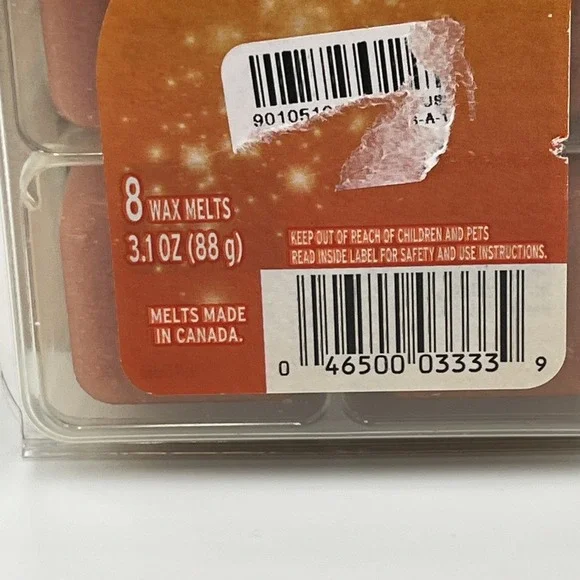 901051
8 WAX MELTS
3.1 OZ (88 g)
KEEP OUT OF REACH OF CHILDREN AND PETS
READ INSIDE LABEL FOR SAFETY AND USE INSTRUCTIONS.
MELTS MADE
IN CANADA.
0 46500 03333 9